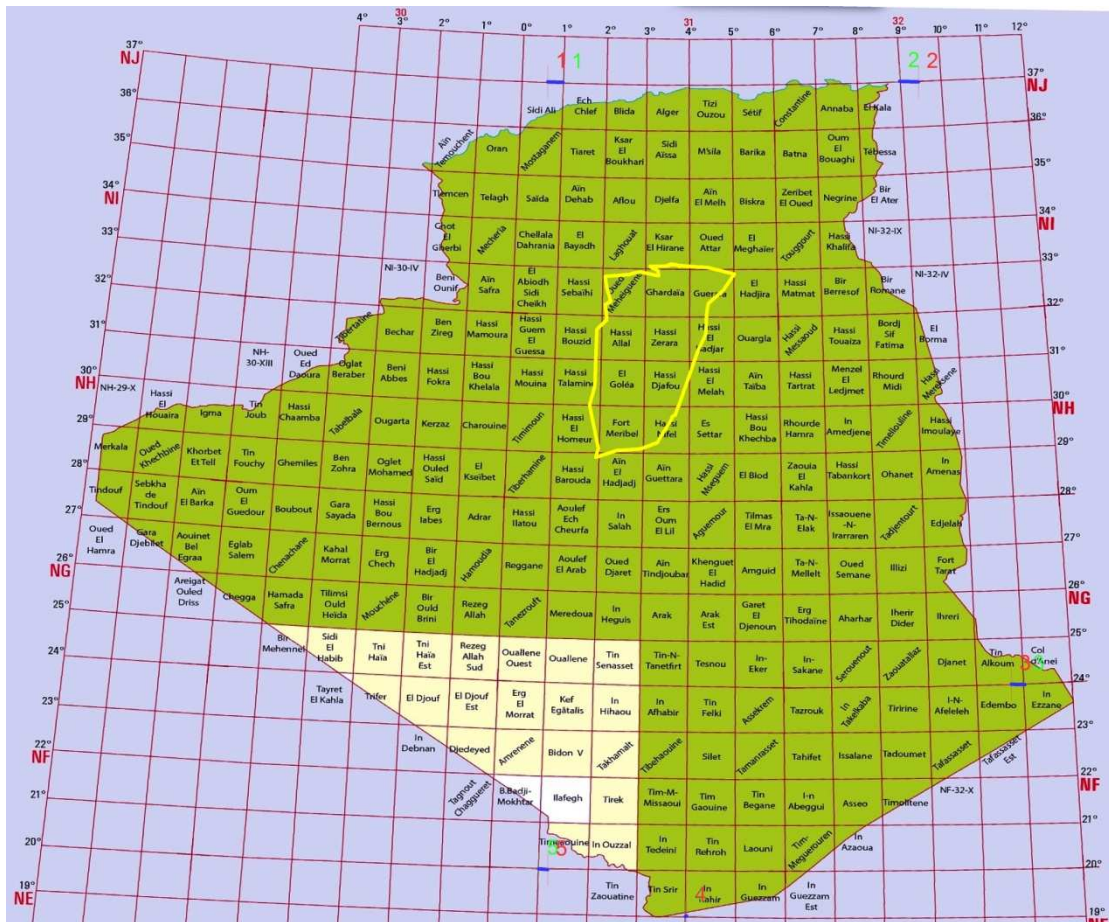 30
31
32
4°
3°
2°
1°
0°
1°
2°
3°
4°
5°
6°
7°
8°
9°
10°
11°
12°
1
1
2
2
37°
NJ
37°
NJ
36°
Sidi Ali
Ech
Chlef
Blida
Alger
Tizi
Ouzou
Sétif
Constantine
Annaba
El Kala
36°
35°
Aïn
Temouchent
Oran
Mostaganem
Tiaret
Ksar
El
Boukhari
Sidi
Aïssa
M'sila
Barika
Batna
Oum
El
Bouaghi
Tébessa
35°
34°
NI
Tlemcen
Telagh
Saïda
Aïn
Dehab
Aflou
Djelfa
Aïn
El Melh
Biskra
Zeribet
El Oued
Negrine
Bir
El Ater
34°
NI
33°
Chot
El
Gherbi
Mecheria
Chellala
Dahrania
El
Bayadh
Laghouat
Ksar
El Hirane
Oued
Attar
El
Meghaïer
Touggourt
Hassi
Khalifa
NI-32-IX
33°
32°
NI-30-IV
Beni
Ounif
Aïn
Safra
El
Abiodh
Sidi
Cheikh
Hassi
Sebaïhi
Oued
Mehelguene
Ghardaïa
Guerrara
El
Hadjira
Hassi
Matmat
Bir
Berresof
Bir
Romane
NI-32-IV
32°
31°
Tabertatine
Bechar
Ben
Zireg
Hassi
Mamoura
Hassi
Guem
El
Guessa
Hassi
Bouzid
Hassi
Allal
Hassi
Zerara
Hassi
El
Hadjar
Ouargla
Hassi
Messaoud
Hassi
Touaiza
Bordj
Sif
Fatima
El
Borma
31°
30°
NH
NH-
30-XIII
Oued
Ed
Daoura
Oglat
Beraber
Beni
Abbes
Hassi
Fokra
Hassi
Bou
Khelala
Hassi
Mouina
Hassi
Talamine
El
Goléa
Hassi
Djafou
Hassi
El
Melah
Aïn
Taïba
Hassi
Tartrat
Menzel
El
Ledjmet
Rhourd
Midi
Hassi
Mereksene
30°
NH
NH-29-X
29°
Hassi
El
Houaira
Igma
Tin
Joub
Hassi
Chaamba
Tabelbala
Ougarta
Kerzaz
Charouine
Timimoun
Hassi
El
Homeur
Fort
Meribel
Hassi
Inifel
Es
Settar
Hassi
Bou
Khechba
Rhourde
Hamra
In
Amedjene
Timellouline
Hassi
Imoulaye
29°
28°
Merkala
Oued
Khechbine
Khorbet
Et Tell
Tin
Fouchy
Ghemiles
Ben
Zohra
Oglet
Mohamed
Hassi
Ouled
Saïd
El
Kseïbet
Tiberhamine
Hassi
Barouda
Aïn
El
Hadjadj
Aïn
Guettara
Hassi
Mseguem
El Blod
Zaouia
El
Kahla
Hassi
Tabankort
Ohanet
In
Amenas
28°
27°
Tindouf
Sebkha
de
Tindouf
Aïn
El Barka
Oum
El
Guedour
Boubout
Gara
Sayada
Hassi
Bou
Bernous
Erg
Iabes
Adrar
Hassi
Ilatou
Aoulef
Ech
Cheurfa
In
Salah
Ers
Oum
El Lil
Aguemour
Tilmas
El Mra
Ta-N-
Elak
Issaouene
-N-
Irarraren
Tadjentourt
Edjelah
27°
26°
NG
Oued
El
Hamra
Gara
Djebilet
Aouinet
Bel
Egraa
Eglab
Salem
Chenachane
Kahal
Morrat
Erg
Chech
Bir
El
Hadjadj
Hamoudia
Reggane
Aoulef
El Arab
Oued
Djaret
Aïn
Tindjoubar
Khenguet
El
Hadid
Amguid
Ta-N-
Mellelt
Oued
Semane
Illizi
Fort
Tarat
26°
NG
25°
Areigat
Ouled
Driss
Chegga
Hamada
Safra
Tilimsi
Ould
Heïda
Mouchène
Bir
Ould
Brini
Rezeg
Allah
Tanezrouft
Meredoua
In
Heguis
Arak
Arak
Est
Garet
El
Djenoun
Erg
Tihodaïne
Aharhar
Iherir
Dider
Ihreri
25°
24°
Bir
Mehennel
Sidi
El
Habib
Tni
Haïa
Tni
Haïa
Est
Rezeg
Allah
Sud
Ouallene
Ouest
Ouallene
Tin
Senasset
Tin-N-
Tanetfirt
Tesnou
In-
Eker
In-
Sakane
Serouenout
Zaouatallaz
Djanet
Tin
Alkoum
Col
d'Anei
3
24°
23°
Tayret
El Kahla
Trifer
El Djouf
El Djouf
Est
Erg
El
Morrat
Kef
Egâtalis
In
Hihaou
In
Afhabir
Tin
Felki
Assekrem
Tazrouk
In
Takelkaba
Tiririne
I-N-
Afeleleh
Edembo
In
Ezzane
23°
22°
NF
In
Debnan
Djedeyed
Amrenene
Bidon V
Takhamalt
Tibehaouine
Silet
Tamanrasset
Tahifet
Issalane
Tadoumet
Tafassasset
Tafassasset
Est
22°
NF
21°
Tagnout
Chaggueret
B.Badji-
Mokhtar
Ilafegh
Tirek
Tim-M-
Missaoui
Tim
Gaouine
Tin
Begane
I-n
Abeggui
Asseo
Timolitene
NF-32-X
21°
20°
Timeaouine
5
In Ouzzal
In
Tedeini
Tin
Rehroh
Laouni
Tim-
Meguerouren
In
Azaoua
20°
19°
NE
Tin
Zaouatine
Tin Srir
4
In
Guezzam
In
Guezzam
Est
19°
NE